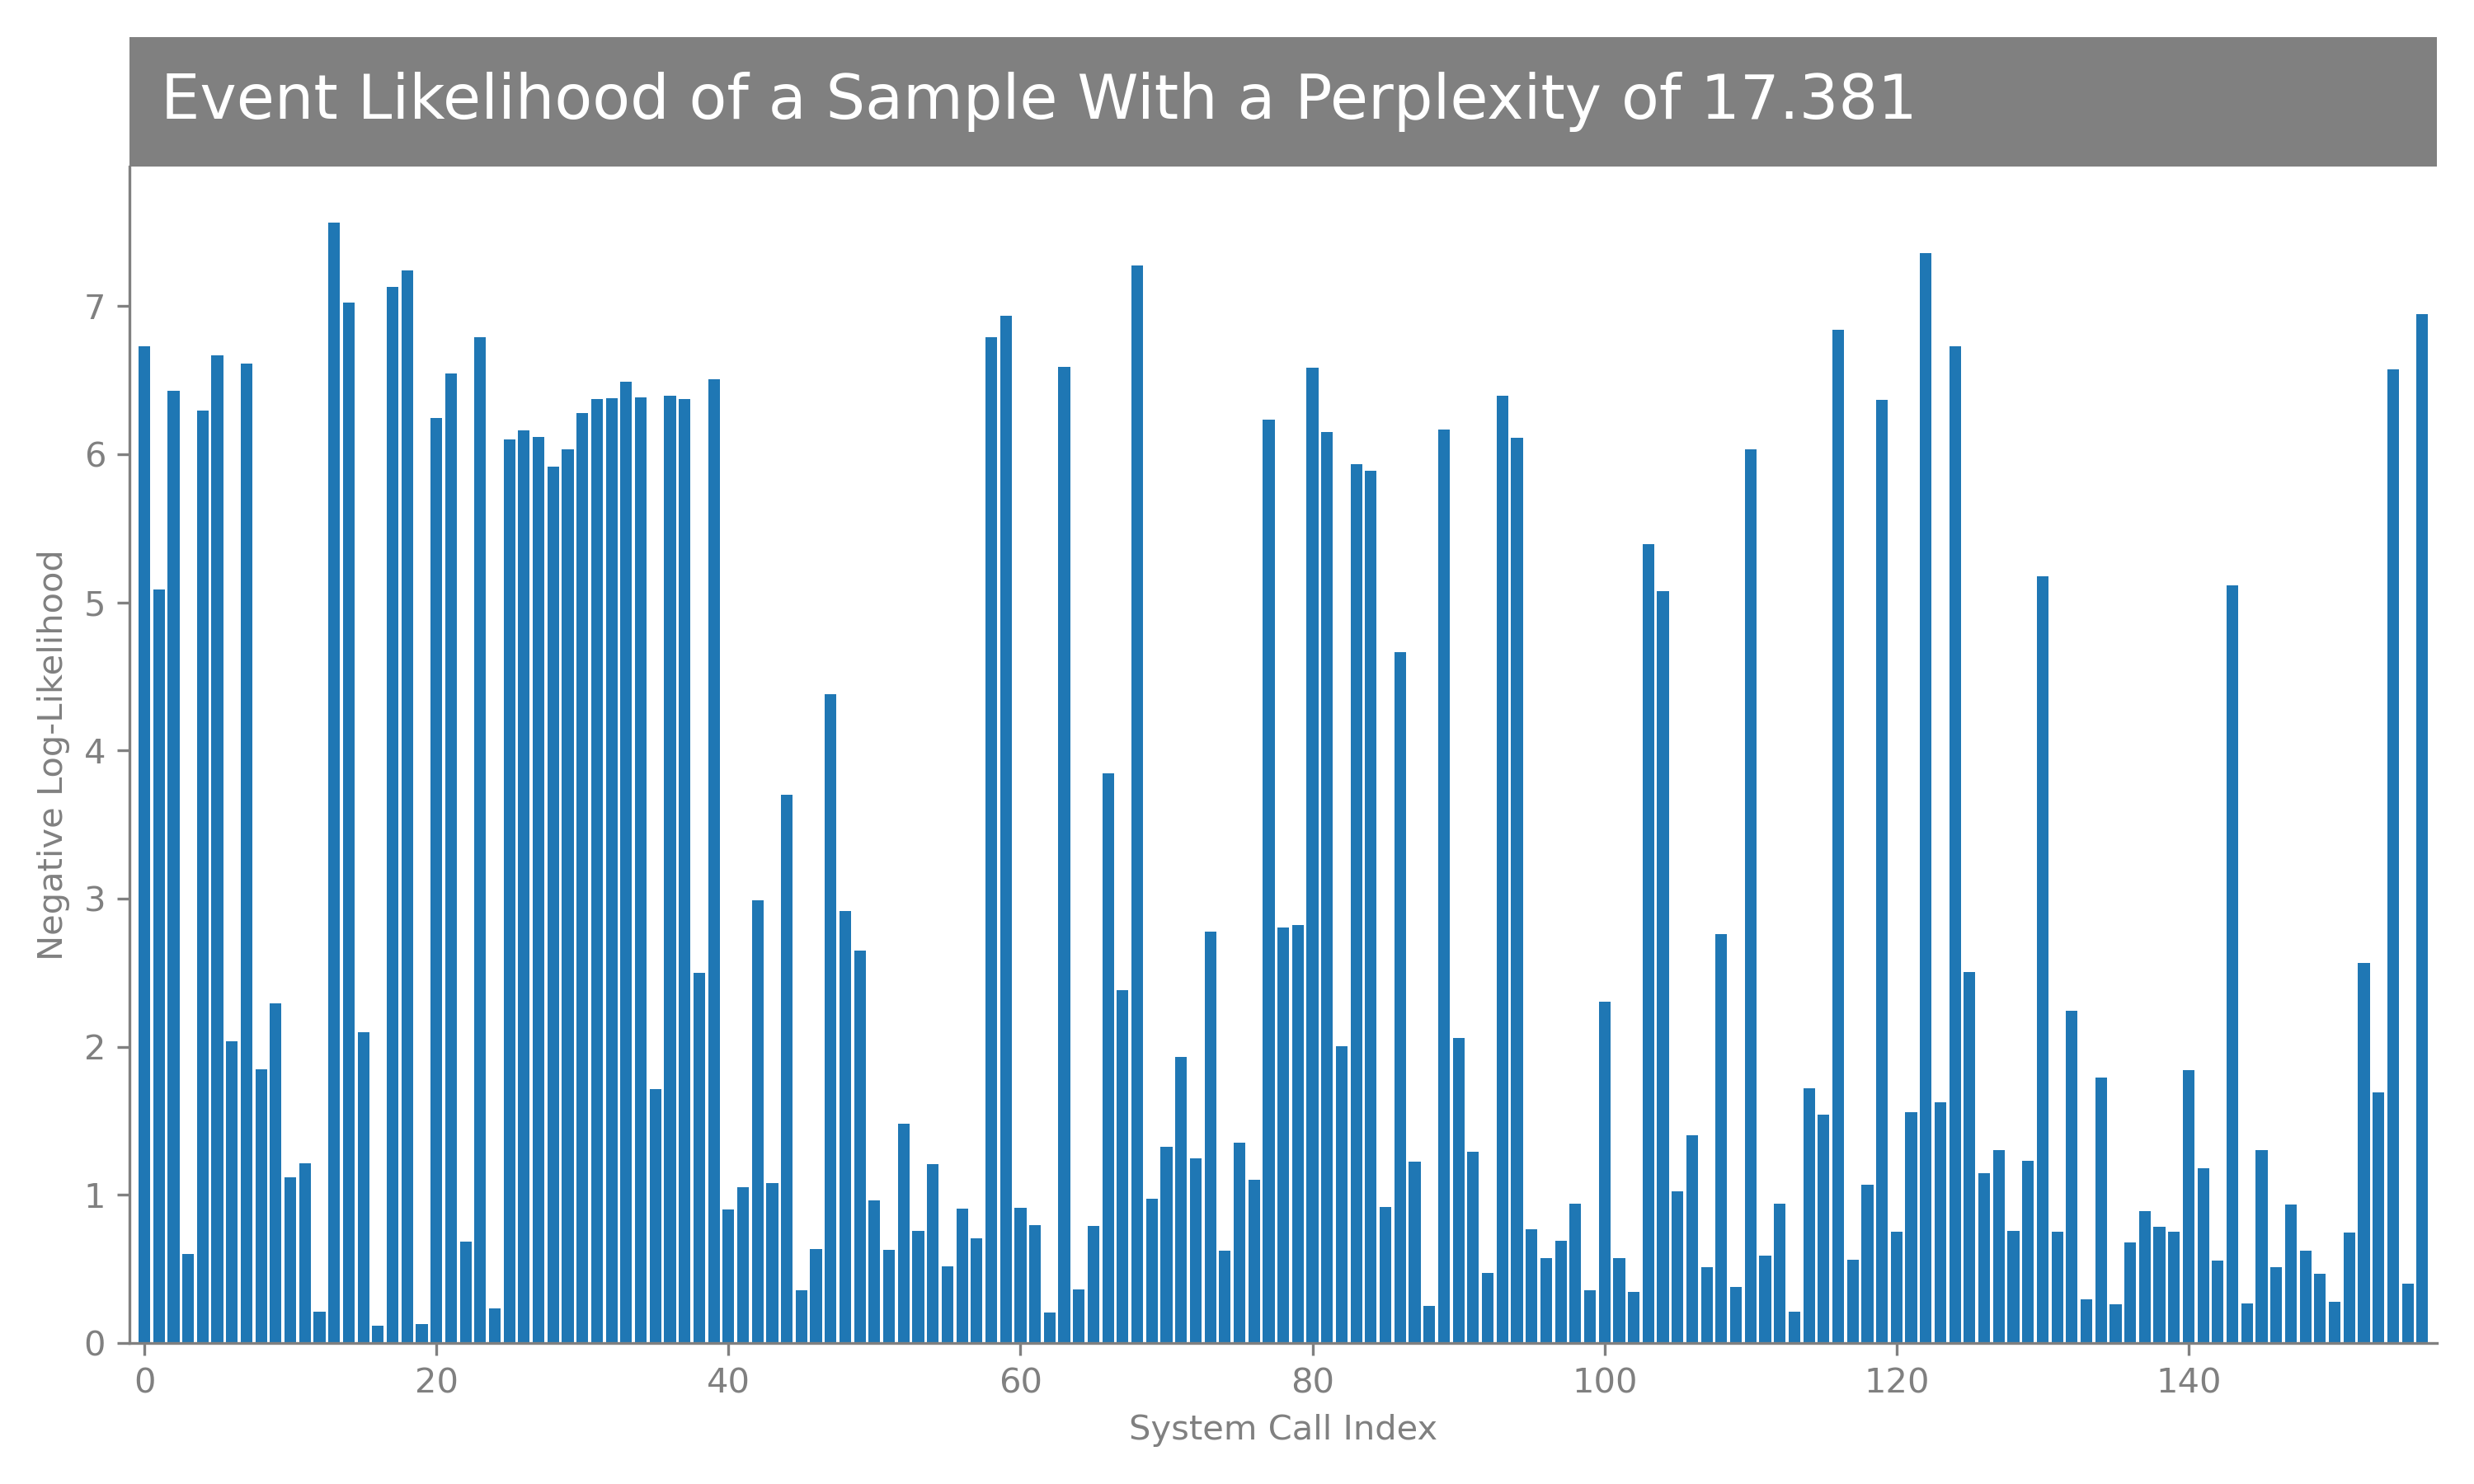 Event Likelihood of a Sample With a Perplexity of 17.381
Negative Log-Likelihood
7
6
5
4
3
2
1
0
0 20 40 60 80 100 120 140
System Call Index